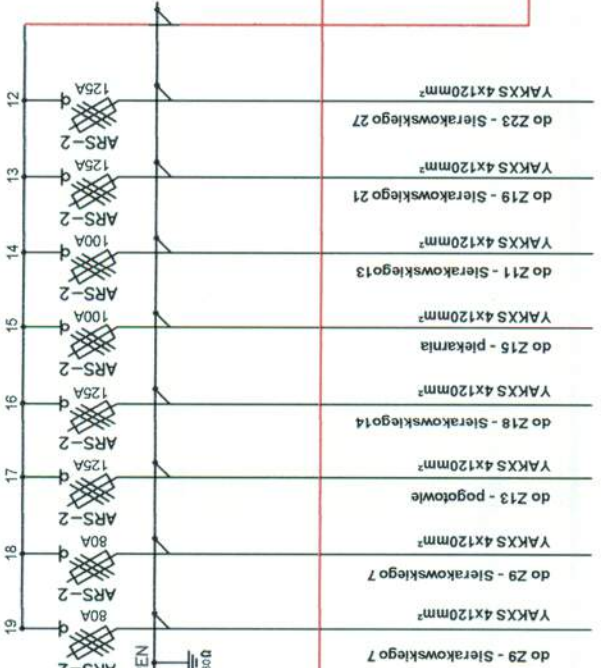 do Z9 - Sierakowskiego 7
ARS-2
EN
YAKXS 4x120mm²
80A
19
do Z9 - Sierakowskiego 7
ARS-2
YAKXS 4x120mm²
80A
18
do Z13 - pogotowie
ARS-2
YAKXS 4x120mm²
125A
17
do Z18 - Sierakowskiego14
ARS-2
YAKXS 4x120mm²
125A
16
do Z15 - piekarnia
ARS-2
YAKXS 4x120mm²
100A
15
do Z11 - Sierakowskiego13
ARS-2
YAKXS 4x120mm²
100A
14
do Z19 - Sierakowskiego 21
ARS-2
YAKXS 4x120mm²
125A
13
do Z23 - Sierakowskiego 27
ARS-2
YAKXS 4x120mm²
125A
12